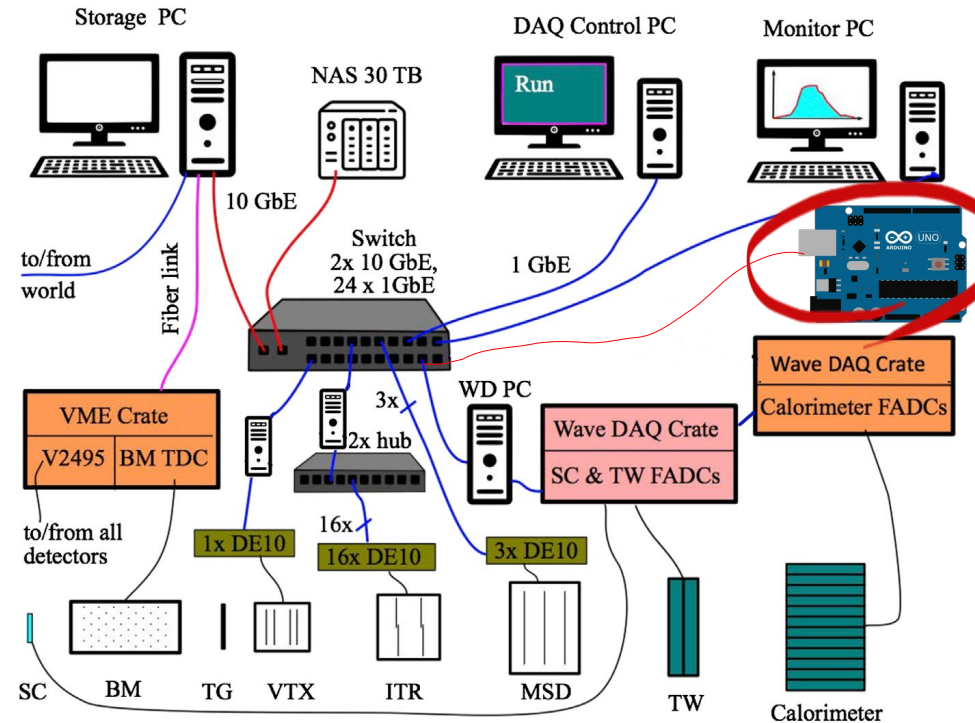 Storage PC
DAQ Control PC
Monitor PC
NAS 30 TB
Run
10 GbE
to/from
world
Fiber link
Switch
2x 10 GbE,
24 x 1GbE
1 GbE
ARDUINO
UNO
VME Crate
V2495
BM TDC
to/from all
detectors
3x
2x hub
16x
WD PC
Wave DAQ Crate
SC & TW FADCs
Wave DAQ Crate
Calorimeter FADCs
1x DE10
16x DE10
3x DE10
SC
BM
TG
VTX
ITR
MSD
TW
Calorimeter